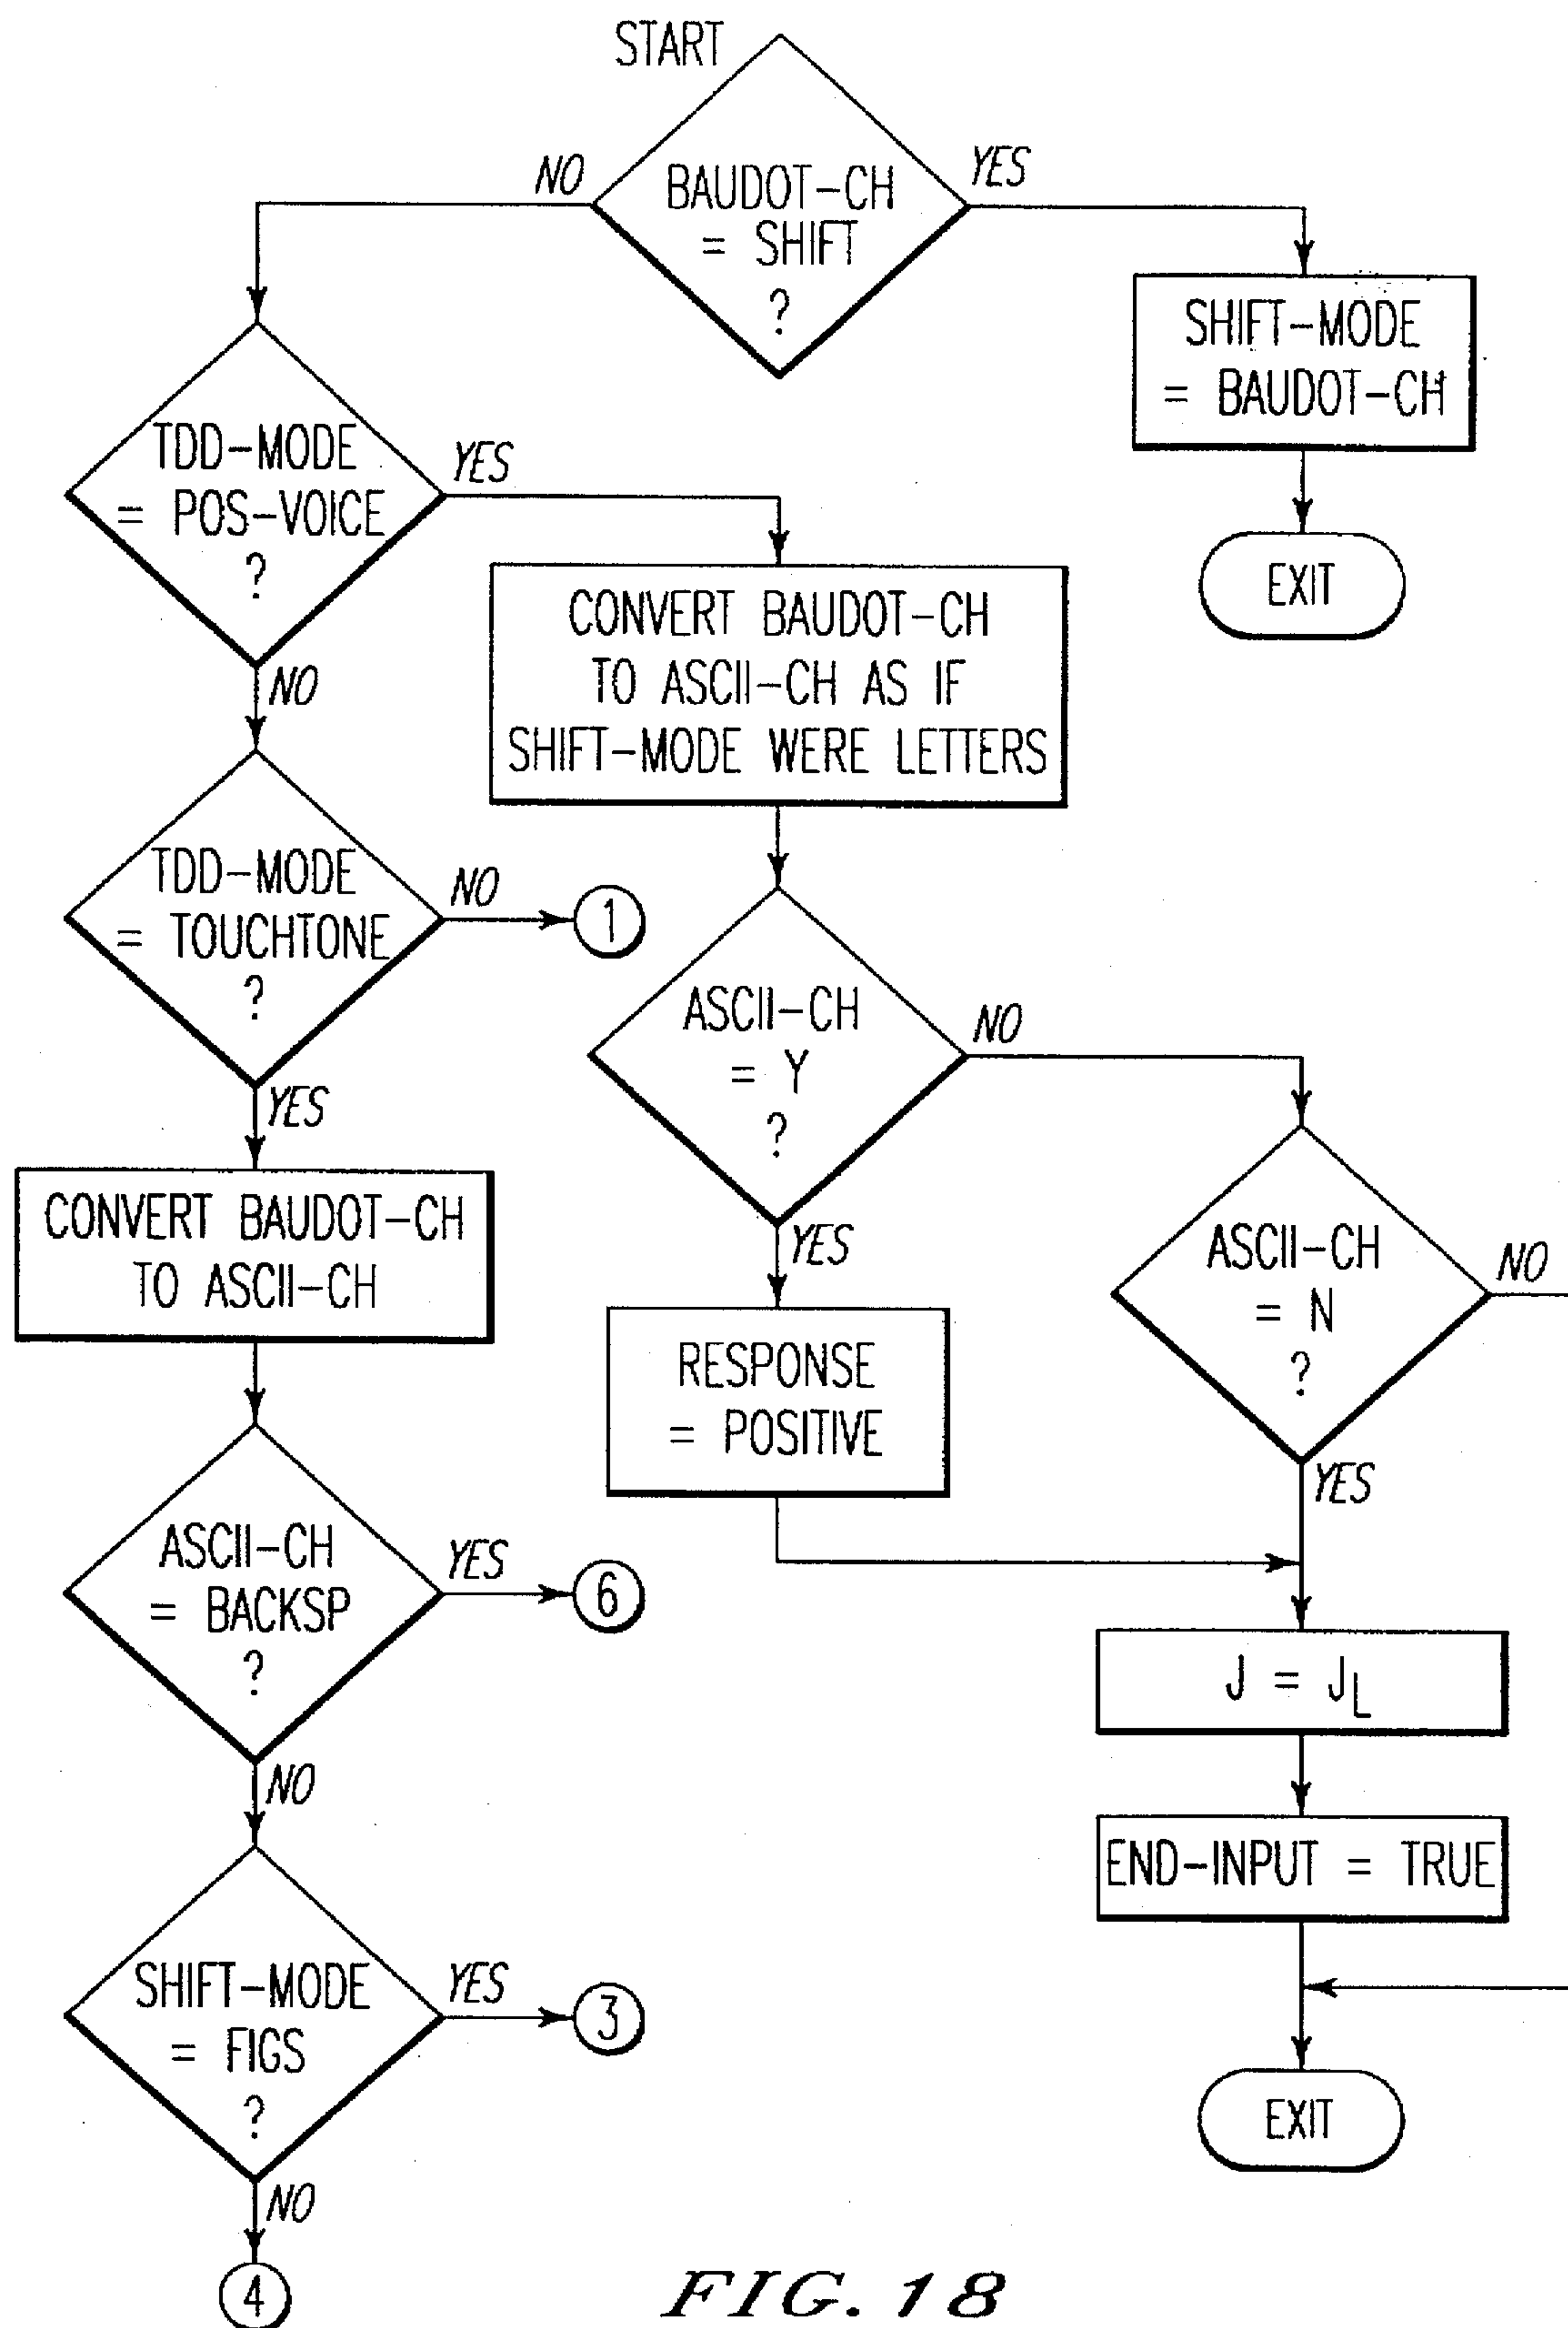 START
NO
YES
BAUDOT-CH
= SHIFT
?
SHIFT-MODE
= BAUDOT-CH
EXIT
TDD-MODE
= POS-VOICE
?
YES
NO
CONVERT BAUDOT-CH
TO ASCII-CH AS IF
SHIFT-MODE WERE LETTERS
TDD-MODE
= TOUCHTONE
?
NO
1
YES
ASCII-CH
= Y
?
NO
YES
CONVERT BAUDOT-CH
TO ASCII-CH
ASCII-CH
= N
?
NO
YES
RESPONSE
= POSITIVE
ASCII-CH
= BACKSP
?
YES
6
NO
J = JL
END-INPUT = TRUE
SHIFT-MODE
= FIGS
?
YES
3
NO
EXIT
4
FIG. 18